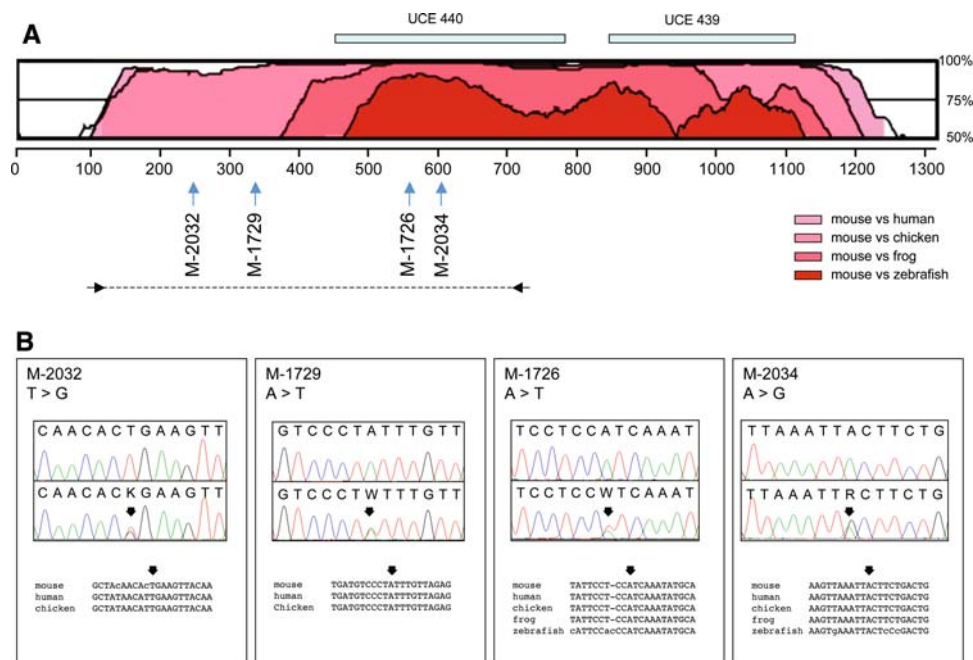 A
UCE 440 UCE 439
100%
75%
50%
0 100 200 300 400 500 600 700 800 900 1000 1100 1200 1300
M-2032
M-1729
M-1726
M-2034
mouse vs human
mouse vs chicken
mouse vs frog
mouse vs zebrafish
B
M-2032
T > G
CAACACTGAAGTT
CAACACKGAAGTT
mouse GCTAcAACAcTGAAGTTACAA
human GCTATAACATTGAAGTTACAA
chicken GCTATAACATTGAAGTTACAA
M-1729
A > T
GTCCCTATTTGTT
GTCCCTWTTTGTT
mouse TGATGTCCCTATTTGTTAGAG
human TGATGTCCCTATTTGTTAGAG
Chicken TGATGTCCCTATTTGTTAGAG
M-1726
A > T
TCCTCCATCAAAT
TCCTCCWTCAAAT
mouse TATTCCT-CCATCAAATATGCA
human TATTCCT-CCATCAAATATGCA
chicken TATTCCT-CCATCAAATATGCA
frog TATTCCT-CCATCAAATATGCA
zebrafish cATTCCacCCATCAAATATGCA
M-2034
A > G
TTAAATTACTTCTG
TTAAATTRCTTCTG
mouse AAGTTAAATTACTTCTGACTG
human AAGTTAAATTACTTCTGACTG
chicken AAGTTAAATTACTTCTGACTG
frog AAGTTAAATTACTTCTGACTG
zebrafish AAGTgAAATTACTcCcGACTG